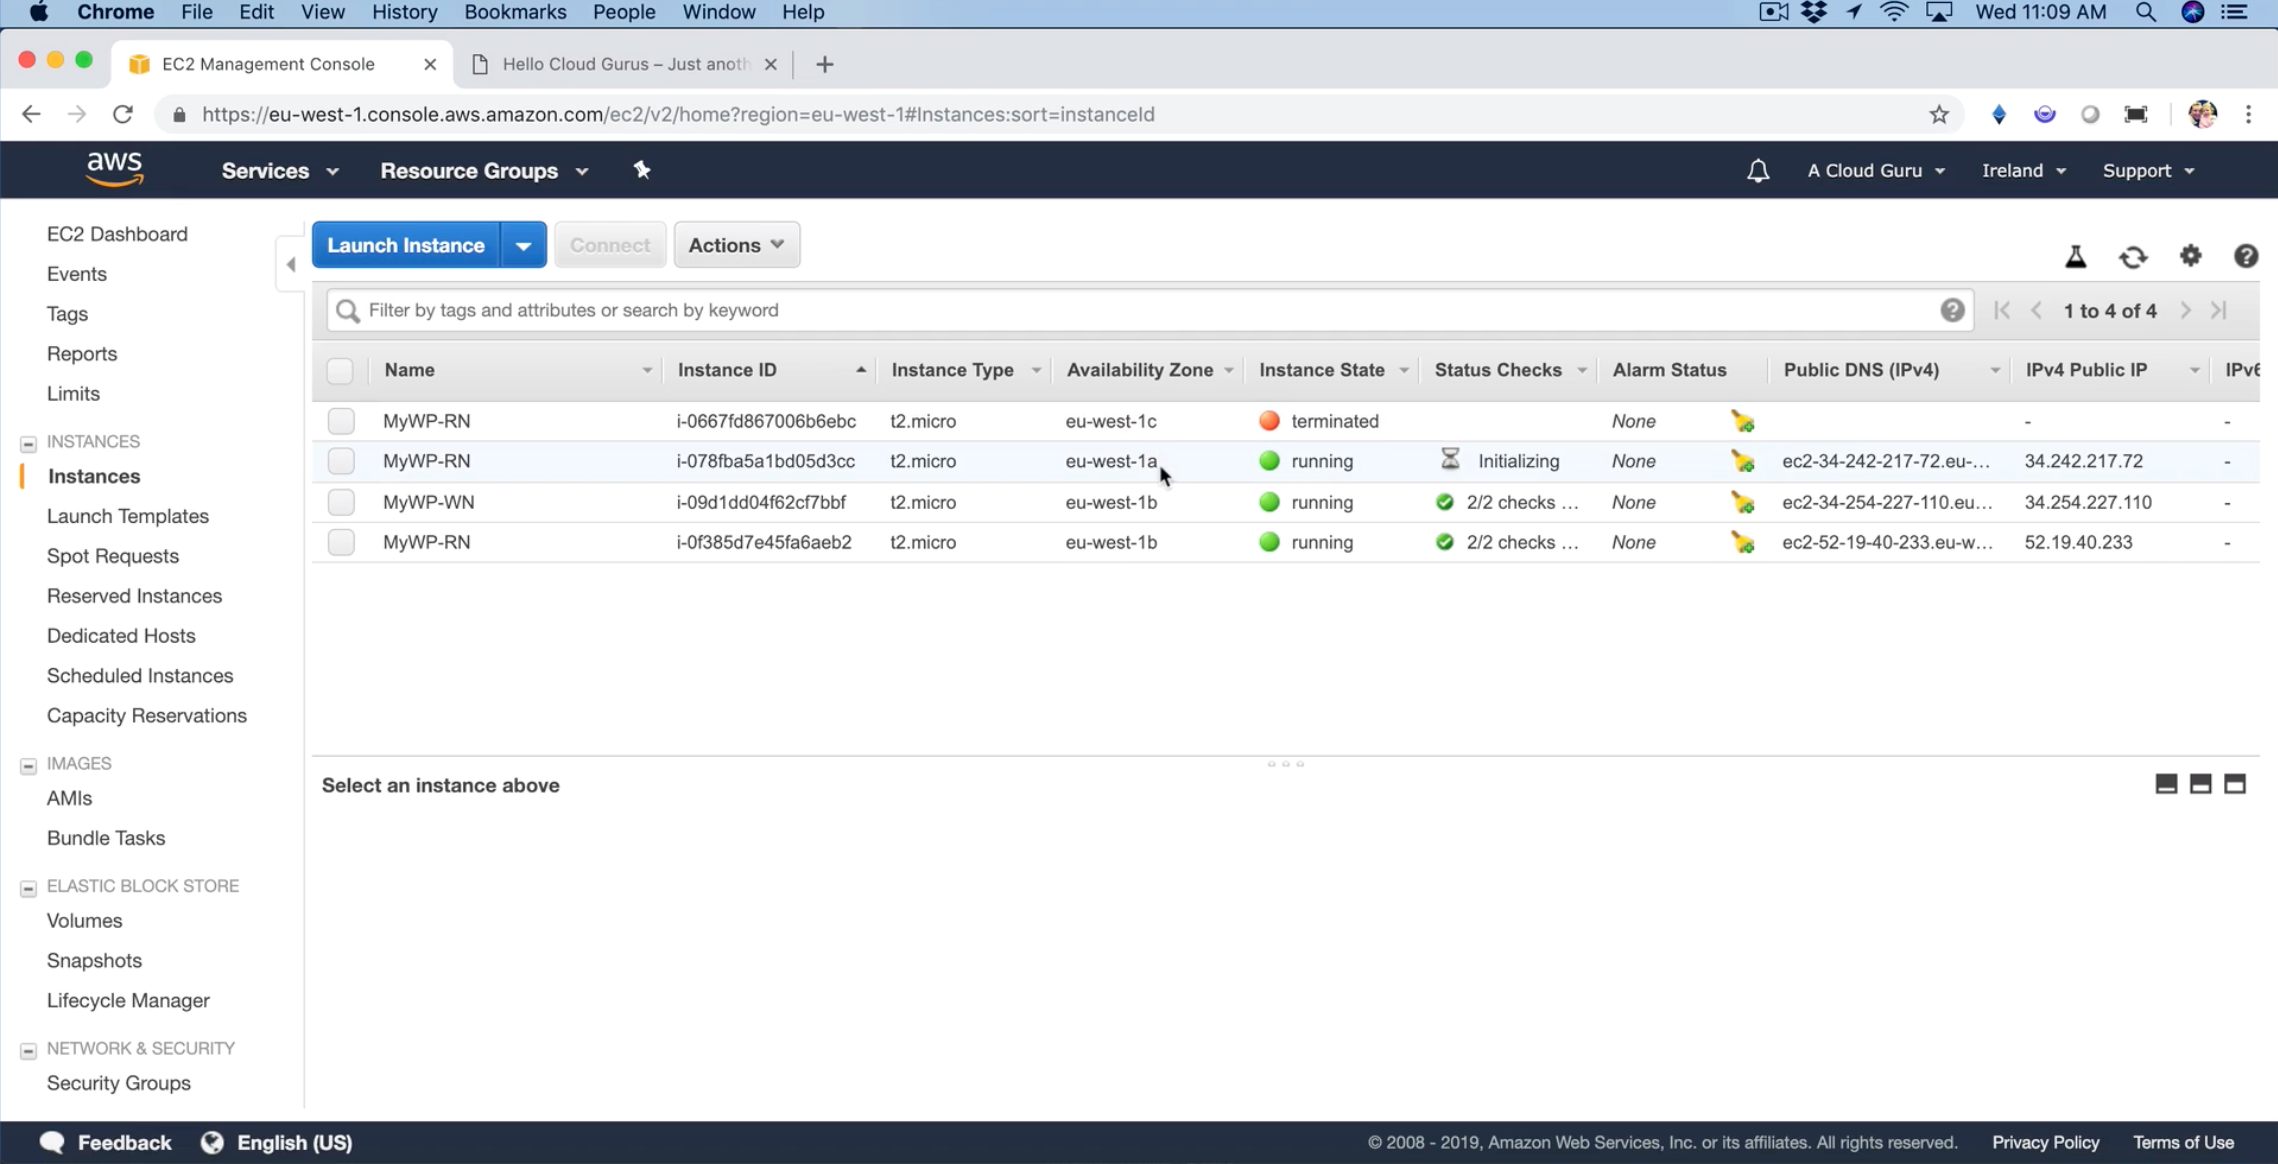 Chrome File Edit View History Bookmarks People Window Help Wed 11:09 AM
EC2 Management Console Hello Cloud Gurus – Just anoth
https://eu-west-1.console.aws.amazon.com/ec2/v2/home?region=eu-west-1#Instances:sort=instanceId
aws Services Resource Groups A Cloud Guru Ireland Support
EC2 Dashboard
Events
Tags
Reports
Limits
INSTANCES
Instances
Launch Templates
Spot Requests
Reserved Instances
Dedicated Hosts
Scheduled Instances
Capacity Reservations
IMAGES
AMIs
Bundle Tasks
ELASTIC BLOCK STORE
Volumes
Snapshots
Lifecycle Manager
NETWORK & SECURITY
Security Groups
Launch Instance Connect Actions
Filter by tags and attributes or search by keyword 1 to 4 of 4
Name Instance ID Instance Type Availability Zone Instance State Status Checks Alarm Status Public DNS (IPv4) IPv4 Public IP IPv6
MyWP-RN i-0667fd867006b6ebc t2.micro eu-west-1c terminated None - -
MyWP-RN i-078fba5a1bd05d3cc t2.micro eu-west-1a running Initializing None ec2-34-242-217-72.eu-... 34.242.217.72 -
MyWP-WN i-09d1dd04f62cf7bbf t2.micro eu-west-1b running 2/2 checks ... None ec2-34-254-227-110.eu... 34.254.227.110 -
MyWP-RN i-0f385d7e45fa6aeb2 t2.micro eu-west-1b running 2/2 checks ... None ec2-52-19-40-233.eu-w... 52.19.40.233 -
Select an instance above
Feedback English (US) © 2008 - 2019, Amazon Web Services, Inc. or its affiliates. All rights reserved. Privacy Policy Terms of Use